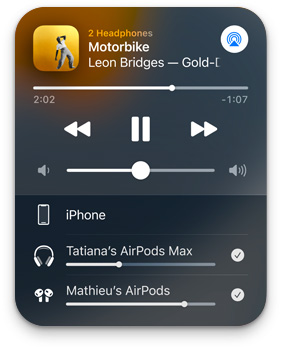 2 Headphones
Motorbike
Leon Bridges — Gold-D
2:02
-1:07
iPhone
Tatiana's AirPods Max
Mathieu's AirPods